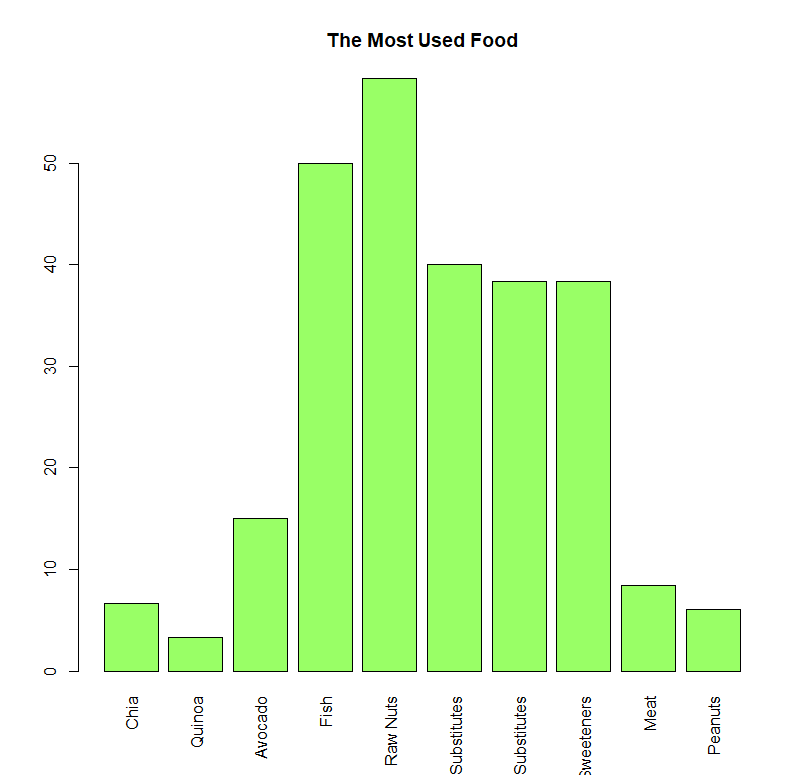 The Most Used Food
50
40
30
20
10
0
Chia
Quinoa
Avocado
Fish
Raw Nuts
Substitutes
Substitutes
Sweeteners
Meat
Peanuts